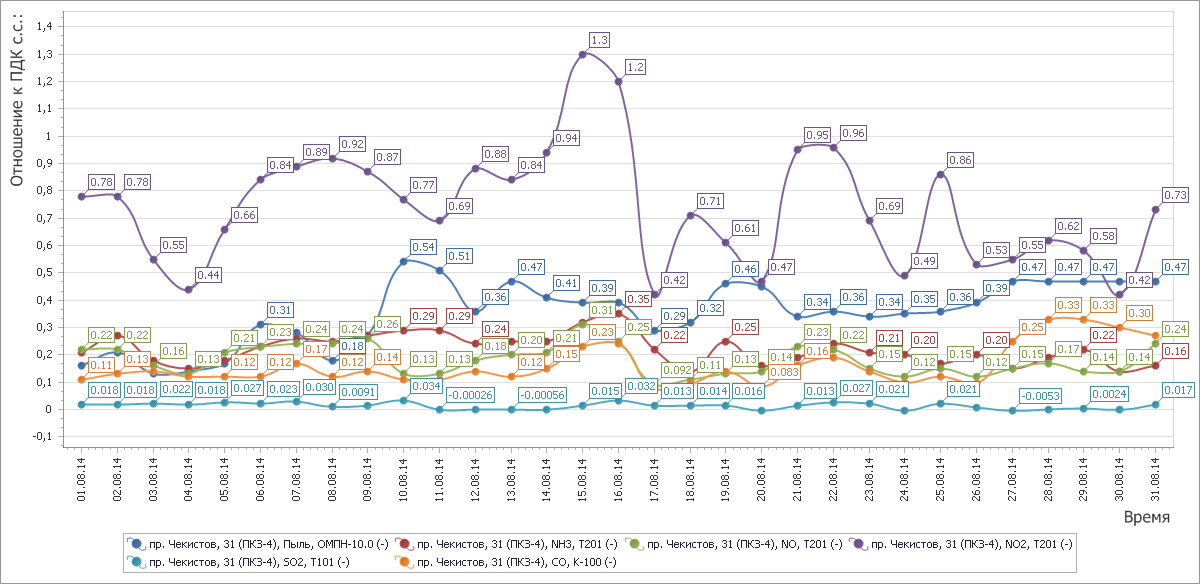 Отношение к ПДК с.с.:
1,4
1,3
1,2
1,1
1
0,9
0,8
0,7
0,6
0,5
0,4
0,3
0,2
0,1
0
-0,1
0.78 0.78 0.55 0.44 0.66 0.84 0.89 0.92 0.87 0.77 0.69 0.88 0.84 0.94 1.3 1.2 0.42 0.71 0.61 0.47 0.95 0.96 0.69 0.49 0.86 0.53 0.55 0.62 0.58 0.42 0.73
0.31 0.18 0.54 0.51 0.36 0.47 0.41 0.39 0.29 0.32 0.46 0.34 0.36 0.34 0.35 0.36 0.39 0.47 0.47 0.47 0.47
0.29 0.29 0.24 0.35 0.22 0.25 0.21 0.20 0.20 0.22 0.16
0.22 0.22 0.16 0.13 0.21 0.23 0.24 0.24 0.26 0.13 0.13 0.18 0.20 0.21 0.31 0.25 0.092 0.11 0.13 0.14 0.23 0.22 0.15 0.12 0.15 0.15 0.17 0.14 0.14 0.24
0.11 0.13 0.12 0.12 0.17 0.14 0.12 0.15 0.23 0.083 0.16 0.25 0.33 0.33 0.30
0.018 0.018 0.022 0.018 0.027 0.023 0.030 0.0091 0.034 -0.00026 -0.00056 0.015 0.032 0.013 0.014 0.016 0.013 0.027 0.021 0.021 -0.0053 0.0024 0.017
01.08.14 02.08.14 03.08.14 04.08.14 05.08.14 06.08.14 07.08.14 08.08.14 09.08.14 10.08.14 11.08.14 12.08.14 13.08.14 14.08.14 15.08.14 16.08.14 17.08.14 18.08.14 19.08.14 20.08.14 21.08.14 22.08.14 23.08.14 24.08.14 25.08.14 26.08.14 27.08.14 28.08.14 29.08.14 30.08.14 31.08.14
Время
пр. Чекистов, 31 (ПКЗ-4), Пыль, ОМПН-10.0 (-) пр. Чекистов, 31 (ПКЗ-4), NH3, T201 (-) пр. Чекистов, 31 (ПКЗ-4), NO, T201 (-) пр. Чекистов, 31 (ПКЗ-4), NO2, T201 (-)
пр. Чекистов, 31 (ПКЗ-4), SO2, T101 (-) пр. Чекистов, 31 (ПКЗ-4), CO, K-100 (-)